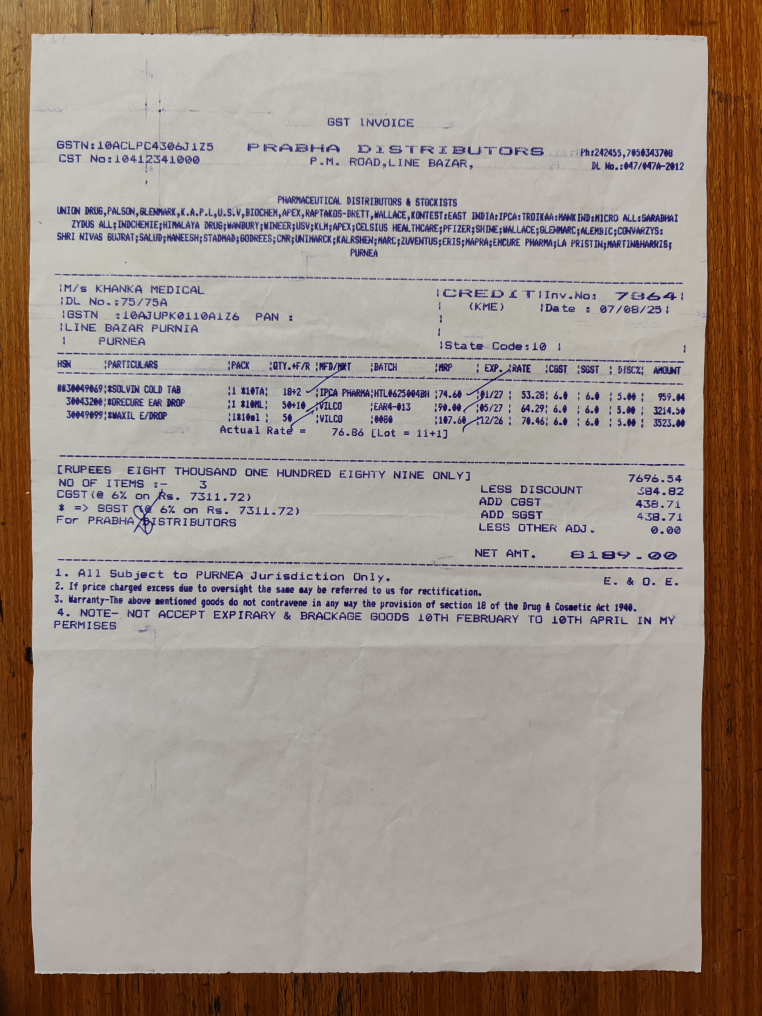 GST INVOICE
GSTN:10ACLPC4306J1Z5 PRABHA DISTRIBUTORS Ph:242455,7050343708
CST No:10412341000 P.M. ROAD,LINE BAZAR, DL No.:047/047A-2012
PHARMACEUTICAL DISTRIBUTORS & STOCKISTS
UNION DRUG,PALSON,GLENMARK,K.A.P.L,U.S.V,BIOCHEM,APEX,RAPTAKOS-BRETT,WALLACE,KONTEST:EAST INDIA:IPCA:TROIKAA:MANKIND:MICRO ALL:SARABHAI
ZYDUS ALL;INDCHEMIE;HIMALAYA DRUG;WANBURY;WINEER;USV;KLM;APEX;CELSIUS HEALTHCARE;PFIZER;SHINE;WALLACE;GLENMARC;ALEMBIC;CONVARZYS:
SHRI NIVAS GUJRAT;SALUD;MANEESH;STADMAD;GODREES;CMR;UNIMARCK;KALRSHEN;MARC;ZUVENTUS;ERIS;MAPRA;EMCURE PHARMA;LA PRISTIN;MARTIN&HARRIS;
PURNEA
|M/s KHANKA MEDICAL |CREDIT|Inv.No: 7864|
|DL No.:75/75A | (KME) |Date : 07/08/25|
|GSTN :10AJUPK0110A1Z6 PAN : |
|LINE BAZAR PURNIA |
| PURNEA |State Code:10 | |
HSN |PARTICULARS |PACK |QTY.+F/R |MFD/MRT |BATCH |MRP | EXP. |RATE |CGST |SGST | DISC%| AMOUNT
##30049069|*SOLVIN COLD TAB |1 *10TA| 18+2 |IPCA PHARMA|HTL0625004BH |74.60 |01/27 | 53.28| 6.0 | 6.0 | 5.00 | 959.04
30043200|*ORECURE EAR DROP |1 *10ML| 50+10 |VILCO |EAR4-013 |90.00 |05/27 | 64.29| 6.0 | 6.0 | 5.00 | 3214.50
30049099|*WAXIL E/DROP |1*10ml | 50 |VILCO |0080 |107.60 |12/26 | 70.46| 6.0 | 6.0 | 5.00 | 3523.00
Actual Rate = 76.86 [Lot = 11+1]
[RUPEES EIGHT THOUSAND ONE HUNDRED EIGHTY NINE ONLY] 7696.54
NO OF ITEMS :- 3 LESS DISCOUNT 384.82
CGST(@ 6% on Rs. 7311.72) ADD CGST 438.71
* => SGST (@ 6% on Rs. 7311.72) ADD SGST 438.71
For PRABHA DISTRIBUTORS LESS OTHER ADJ. 0.00
NET AMT. 8189.00
1. All Subject to PURNEA Jurisdiction Only. E. & O. E.
2. If price charged excess due to oversight the same may be referred to us for rectification.
3. Warranty-The above mentioned goods do not contravene in any way the provision of section 18 of the Drug & Cosmetic Act 1940.
4. NOTE- NOT ACCEPT EXPIRARY & BRACKAGE GOODS 10TH FEBRUARY TO 10TH APRIL IN MY
PERMISES